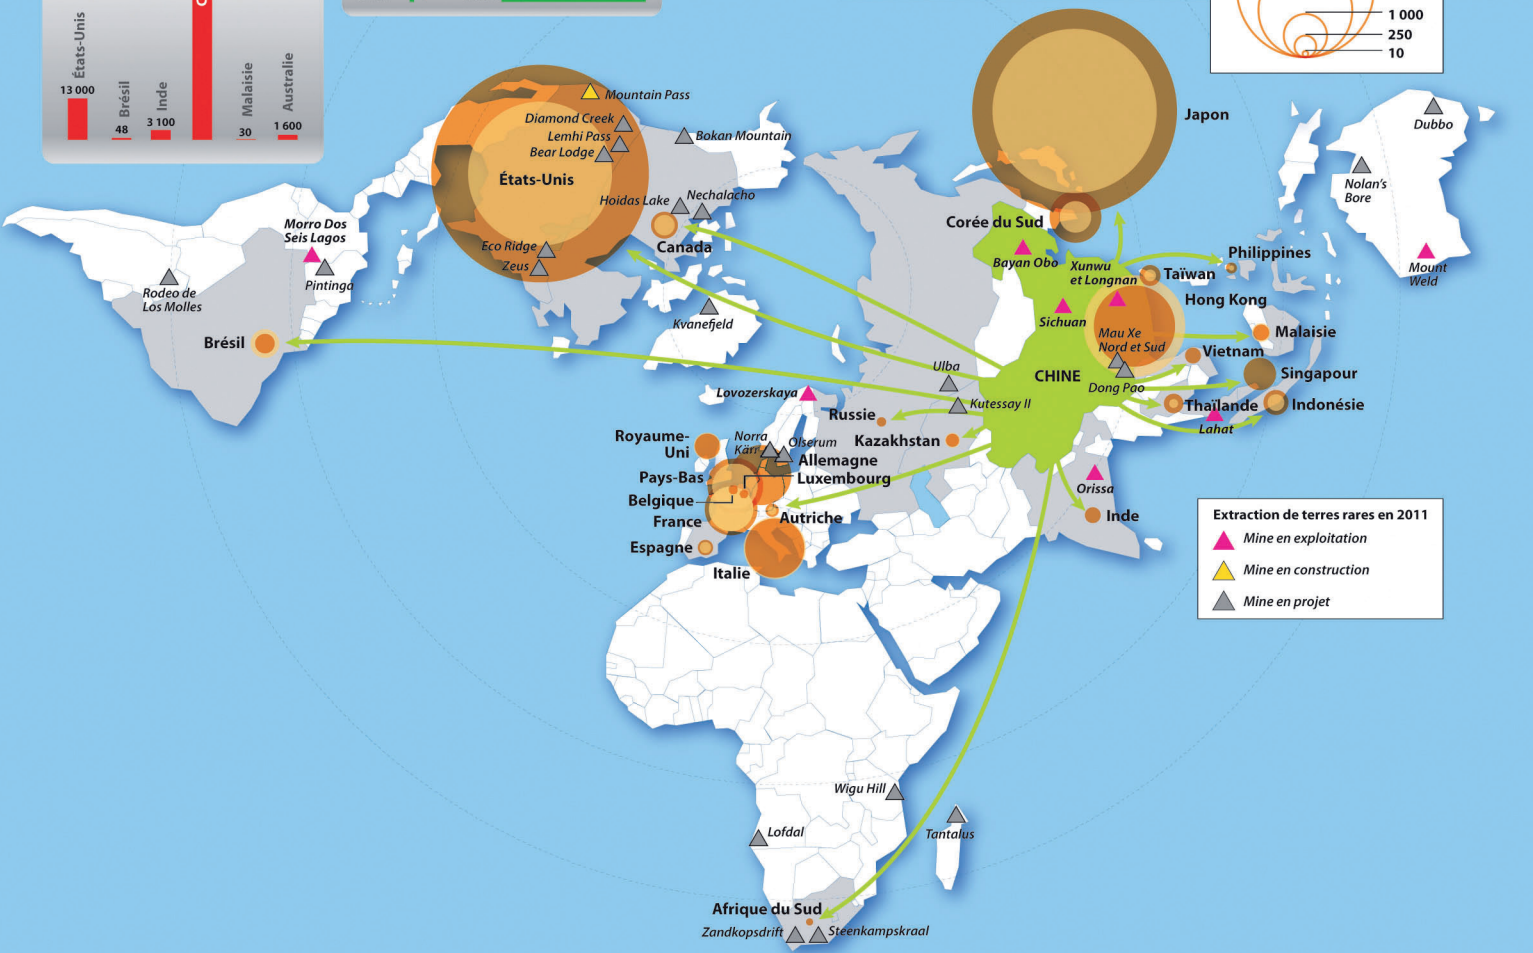 États-Unis
13 000
Brésil
48
Inde
3 100
Malaisie
30
Australie
1 600
1 000
250
10
Mountain Pass
Diamond Creek
Lemhi Pass
Bear Lodge
Bokan Mountain
États-Unis
Hoidas Lake
Nechalacho
Canada
Eco Ridge
Zeus
Kvanefjeld
Morro Dos
Seis Lagos
Pintinga
Rodeo de
Los Molles
Brésil
Japon
Corée du Sud
Bayan Obo
Xunwu
et Longnan
Taïwan
Philippines
Hong Kong
Sichuan
Mau Xe
Nord et Sud
Malaisie
Vietnam
Dong Pao
Singapour
CHINE
Thaïlande
Indonésie
Lahat
Dubbo
Nolan's
Bore
Mount
Weld
Ulba
Kutessay II
Lovozerskaya
Russie
Kazakhstan
Royaume-
Uni
Norra
Kärr
Olserum
Allemagne
Pays-Bas
Luxembourg
Belgique
France
Autriche
Espagne
Italie
Orissa
Inde
Extraction de terres rares en 2011
Mine en exploitation
Mine en construction
Mine en projet
Wigu Hill
Lofdal
Tantalus
Afrique du Sud
Zandkopsdrift
Steenkampskraal